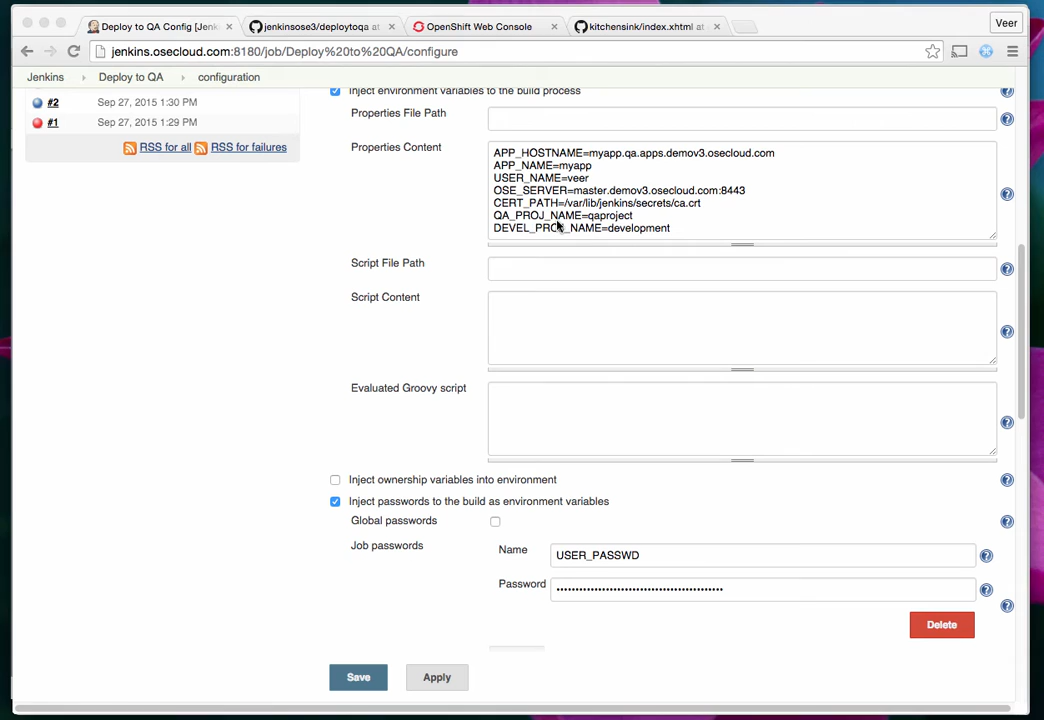 Deploy to QA Config [Jenk
jenkinsose3/deploytoqa at
OpenShift Web Console
kitchensink/index.xhtml at
Veer
jenkins.osecloud.com:8180/job/Deploy%20to%20QA/configure
Jenkins
Deploy to QA
configuration
#2 Sep 27, 2015 1:30 PM
#1 Sep 27, 2015 1:29 PM
RSS for all RSS for failures
Inject environment variables to the build process
Properties File Path
Properties Content
APP_HOSTNAME=myapp.qa.apps.demov3.osecloud.com
APP_NAME=myapp
USER_NAME=veer
OSE_SERVER=master.demov3.osecloud.com:8443
CERT_PATH=/var/lib/jenkins/secrets/ca.crt
QA_PROJ_NAME=qaproject
DEVEL_PROJ_NAME=development
Script File Path
Script Content
Evaluated Groovy script
Inject ownership variables into environment
Inject passwords to the build as environment variables
Global passwords
Job passwords
Name USER_PASSWD
Password
Delete
Save Apply